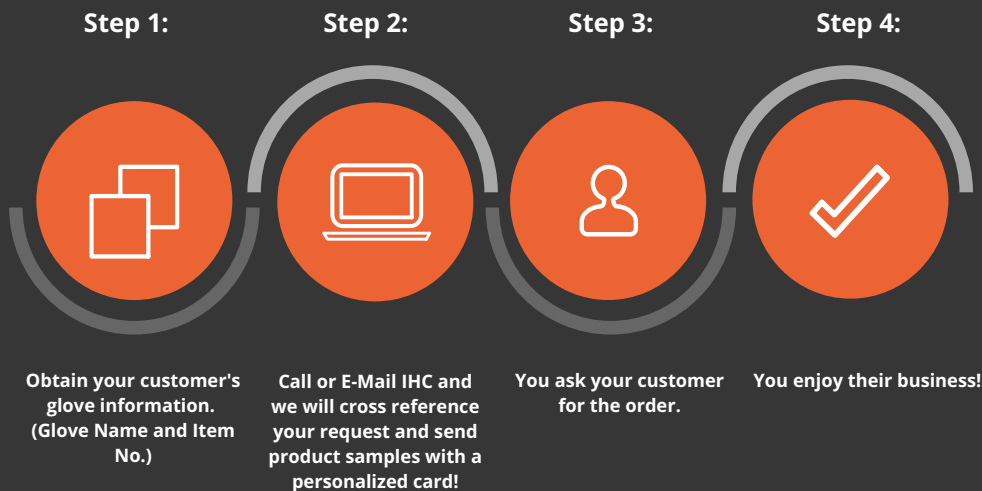 Step 1:
Step 2:
Step 3:
Step 4:
Obtain your customer's
glove information.
(Glove Name and Item
No.)
Call or E-Mail IHC and
we will cross reference
your request and send
product samples with a
personalized card!
You ask your customer
for the order.
You enjoy their business!